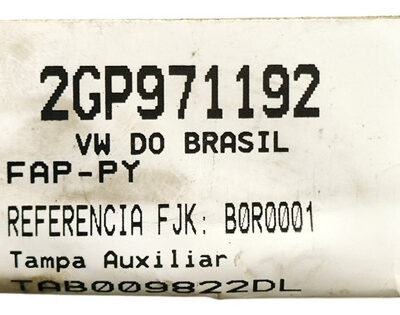 2GP971192
VW DO BRASIL
FAP-PY
REFERENCIA FJK: B0R0001
Tampa Auxiliar
TAB009822DL